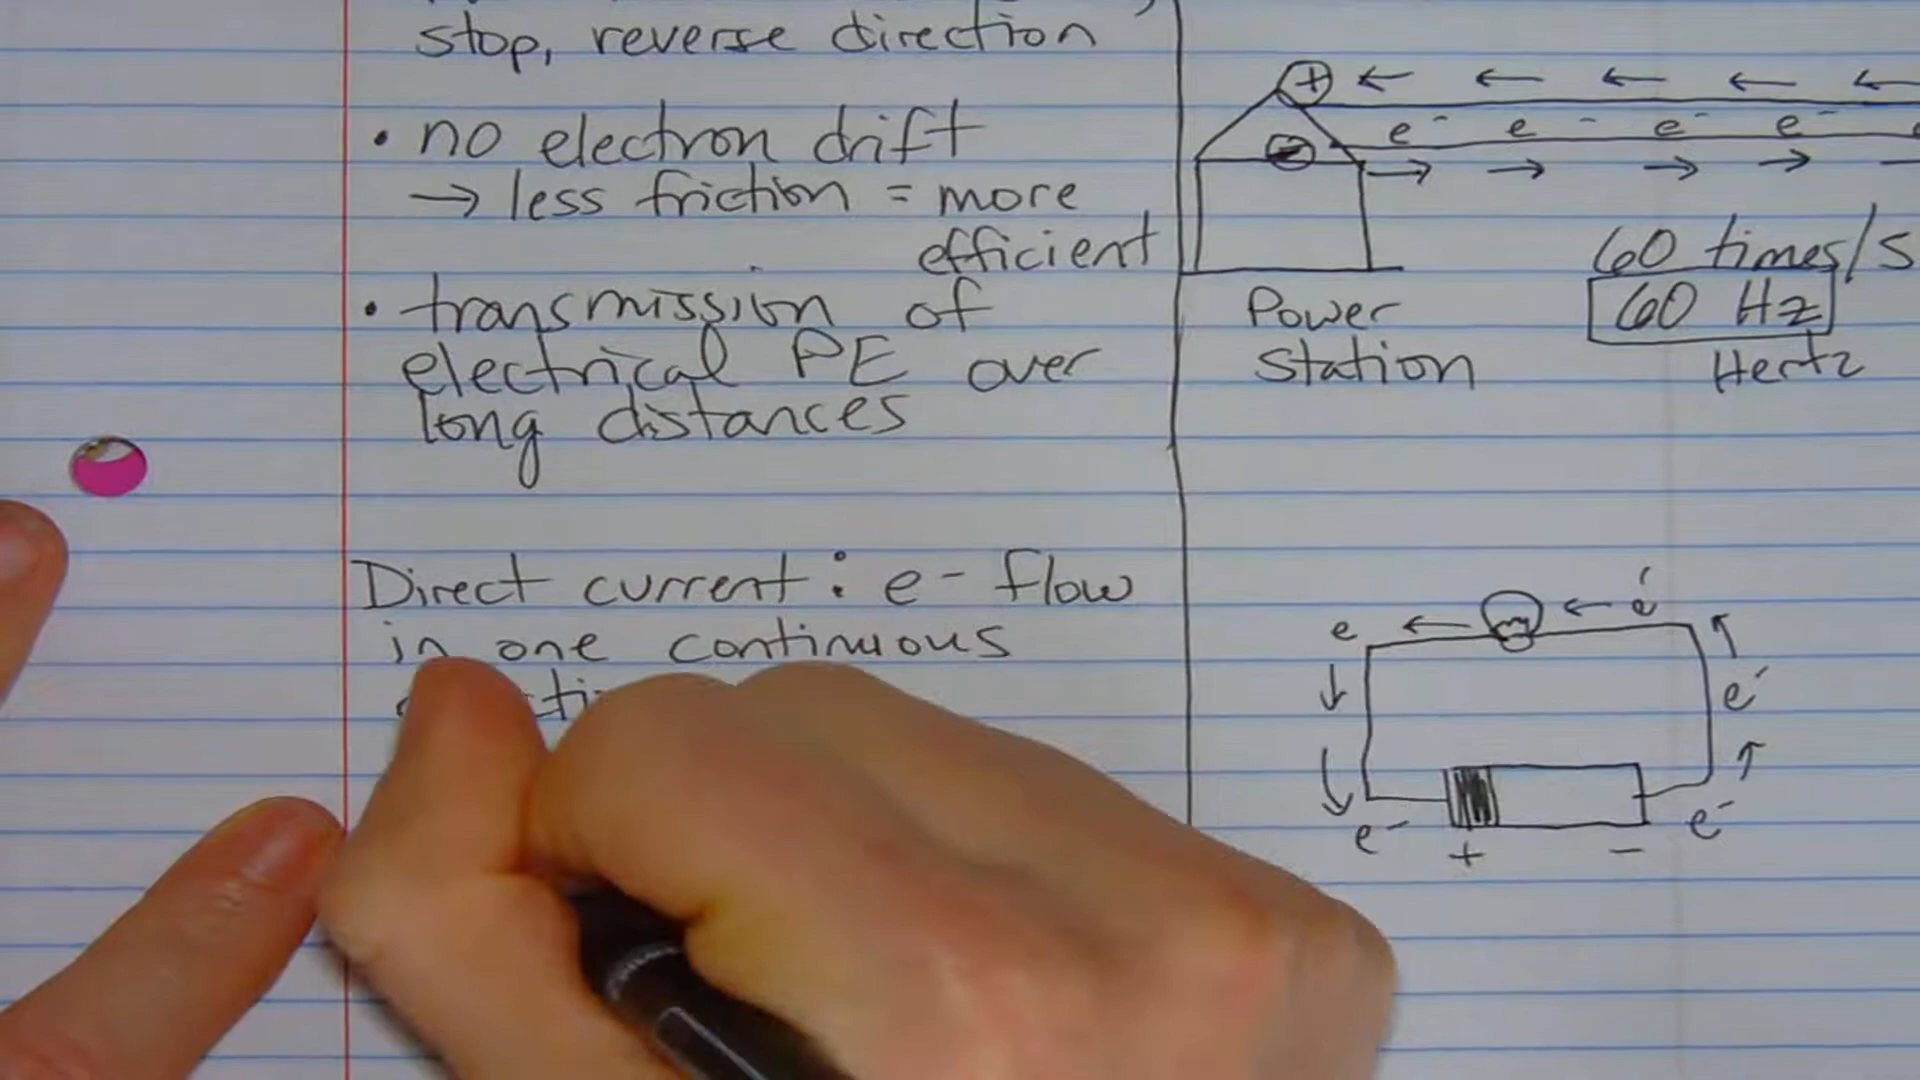 stop, reverse direction
• no electron drift
→ less friction = more
efficient
• transmission of
electrical PE over
long distances
Direct current: e- flow
in one continuous
+ ← ← ← ← ←
- e- e- e- e-
→ → → → 
60 times/s
60 Hz
Hertz
Power
Station
e ← ← e-
↓ e- ↑
↓ ↑
e- e-
+ -